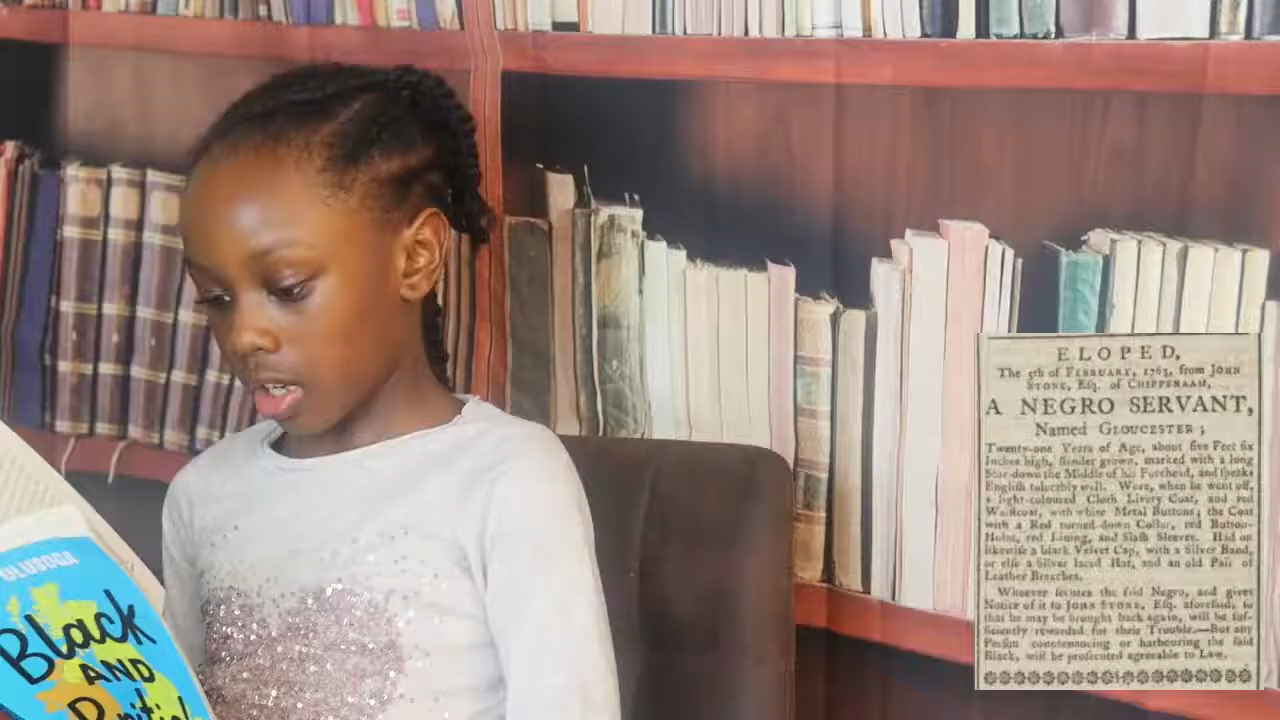 OLUSOGA
Black
AND
British
ELOPED,
The 5th of FEBRUARY, 1763, from JOHN
STONE, Esq. of CHIPPENAAM,
A NEGRO SERVANT,
Named GLOUCESTER;
Twenty-one Years of Age, about five Feet six
Inches high, slender grown, marked with a long
Scar down the Middle of his Forehead, and speaks
English tolerably well. Wore, when he went off,
a light-coloured Cloth Livery Coat, and red
Waistcoat, with white Metal Buttons; the Coat
with a Red turned-down Collar, red Button-
Holes, red Lining, and Slash Sleeves. Had on
likewise a black Velvet Cap, with a Silver Band,
or else a Silver laced Hat, and an old Pair of
Leather Breeches.
Whoever secures the said Negro, and gives
Notice of it to JOHN STONE, Esq. aforesaid, so
that he may be brought back again, will be suf-
ficiently rewarded for their Trouble.—But any
Person countenancing or harbouring the said
Black, will be prosecuted agreeable to Law.